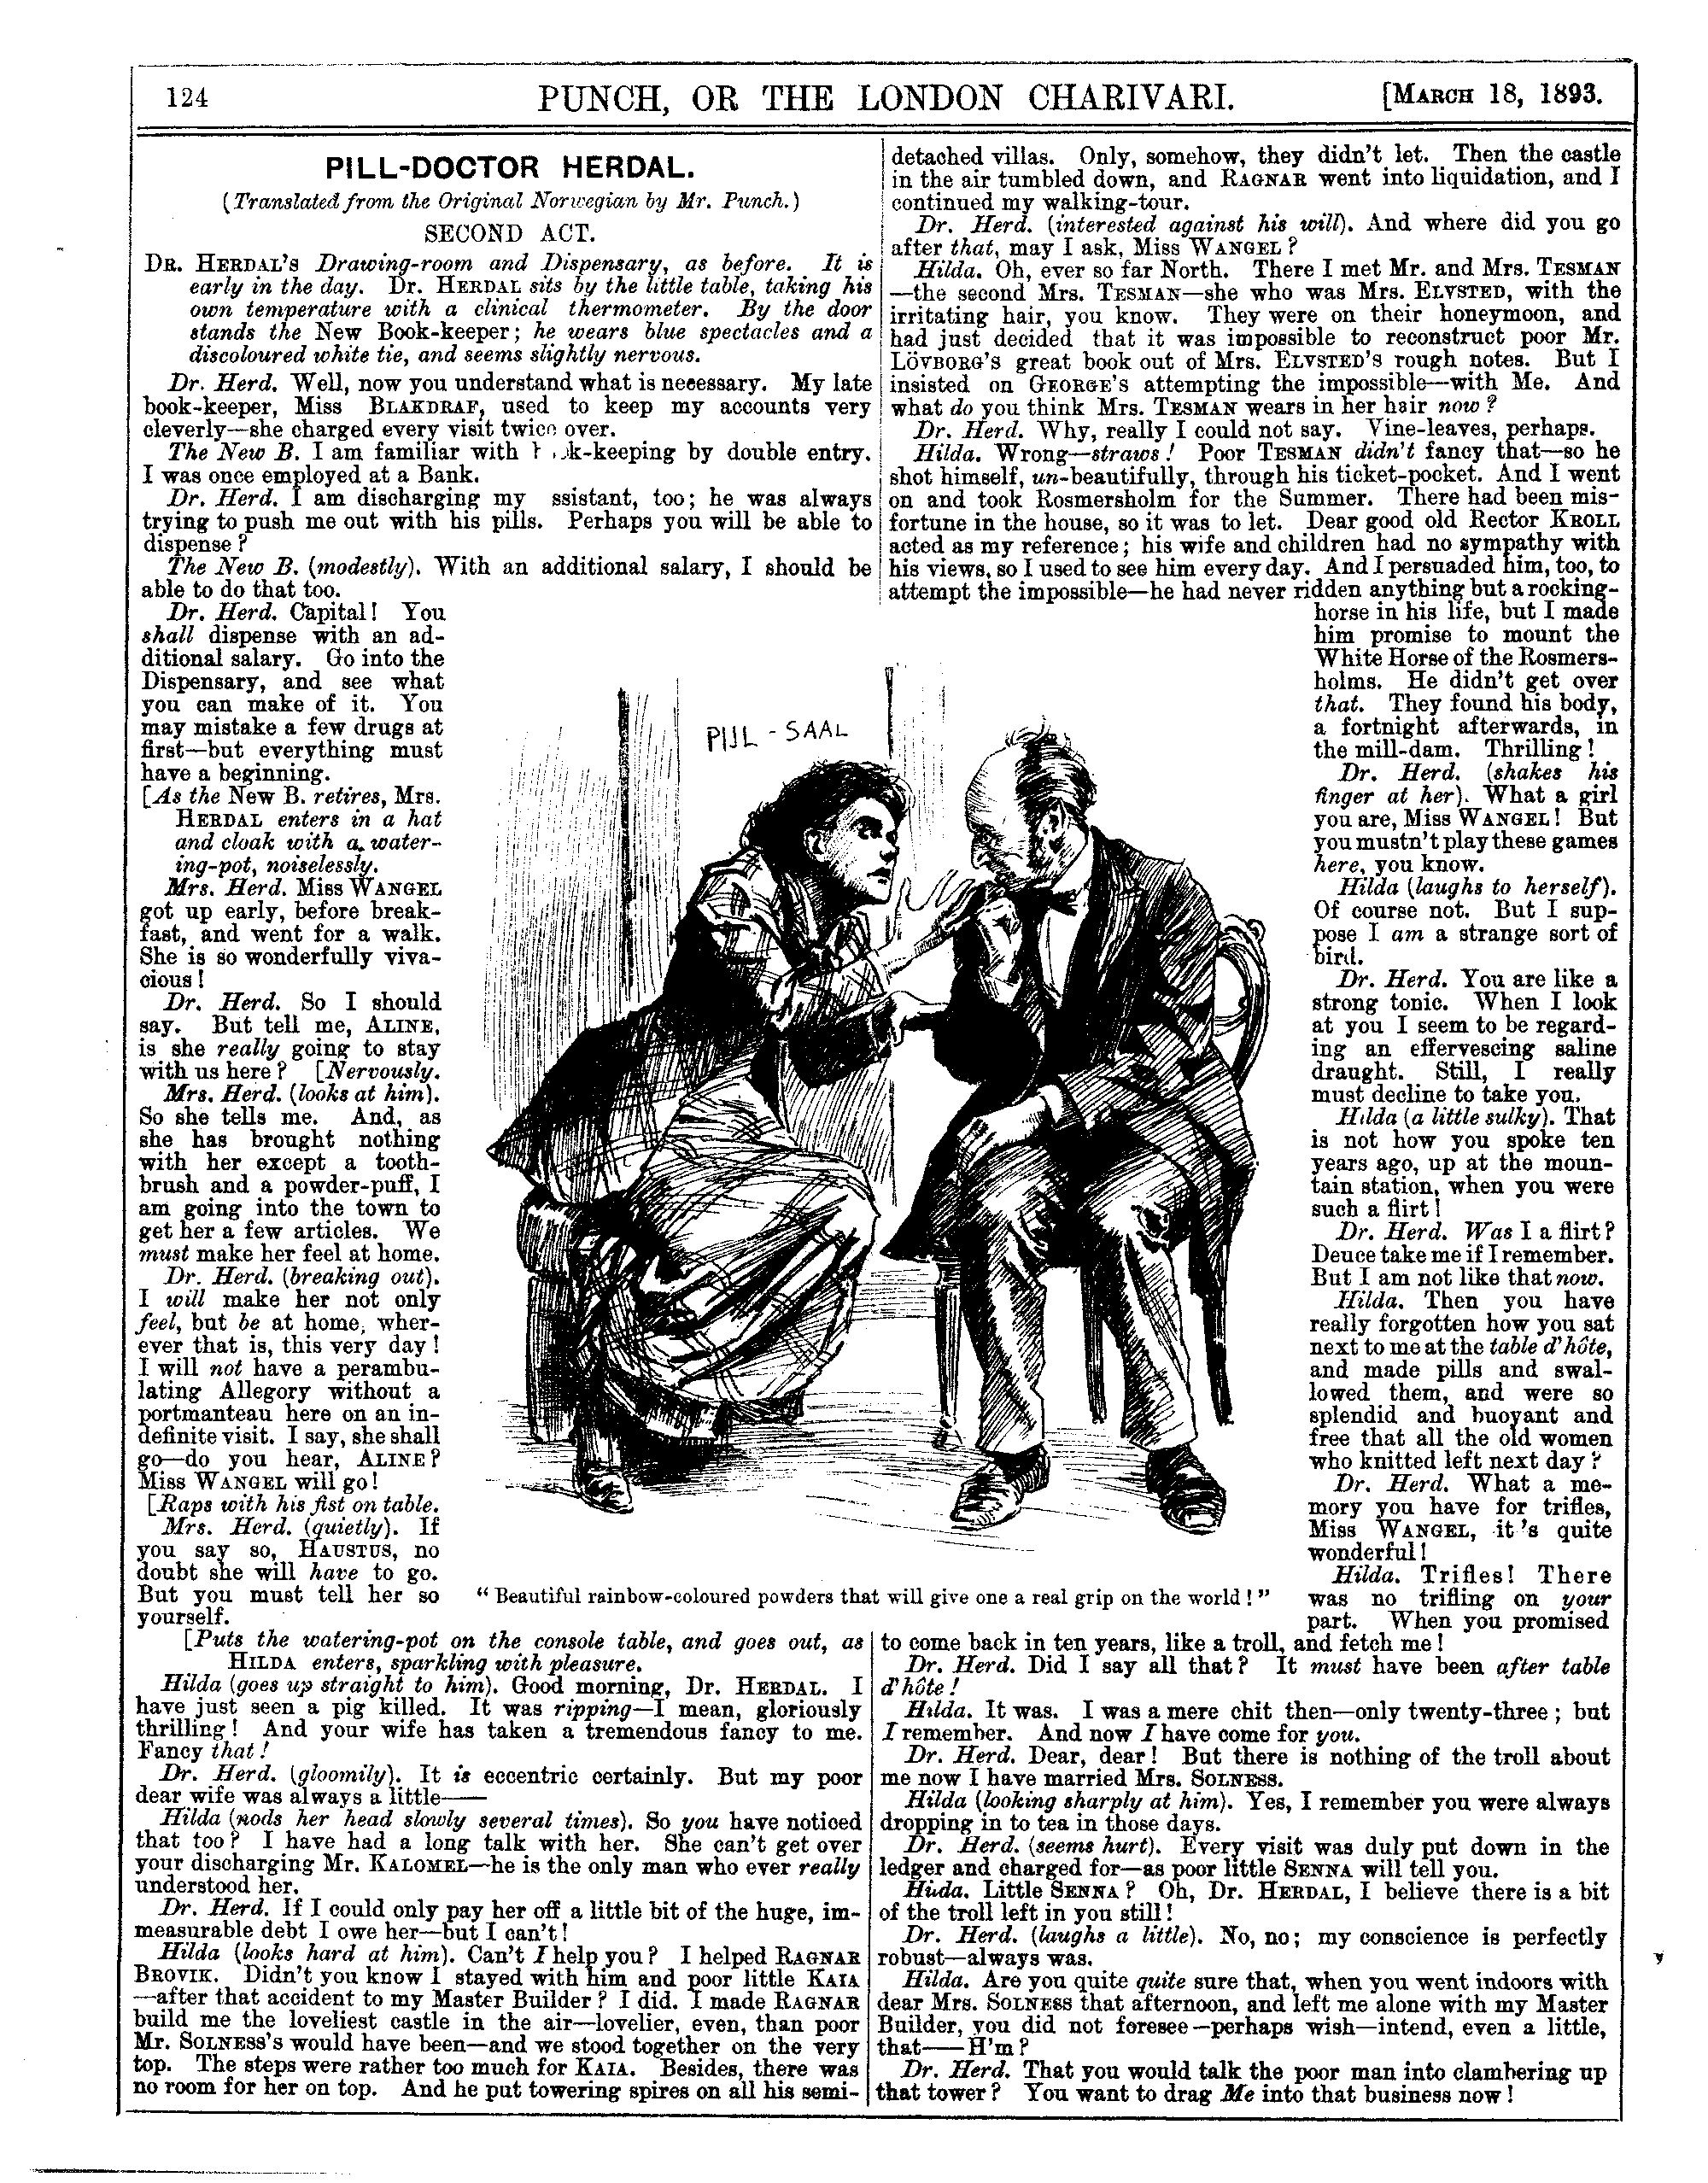 124
PUNCH, OR THE LONDON CHARIVARI.
[MARCH 18, 1893.
PILL-DOCTOR HERDAL.
(Translated from the Original Norwegian by Mr. Punch.)
SECOND ACT.
DR. HERDAL'S Drawing-room and Dispensary, as before. It is
early in the day. Dr. HERDAL sits by the little table, taking his
own temperature with a clinical thermometer. By the door
stands the New Book-keeper; he wears blue spectacles and a
discoloured white tie, and seems slightly nervous.
Dr. Herd. Well, now you understand what is necessary. My late
book-keeper, Miss BLAKDRAF, used to keep my accounts very
cleverly—she charged every visit twice over.
The New B. I am familiar with k-keeping by double entry.
I was once employed at a Bank.
Dr. Herd. I am discharging my ssistant, too; he was always
trying to push me out with his pills. Perhaps you will be able to
dispense?
The New B. (modestly). With an additional salary, I should be
able to do that too.
Dr. Herd. Capital! You
shall dispense with an ad-
ditional salary. Go into the
Dispensary, and see what
you can make of it. You
may mistake a few drugs at
first—but everything must
have a beginning.
[As the New B. retires, Mrs.
HERDAL enters in a hat
and cloak with a water-
ing-pot, noiselessly.
Mrs. Herd. Miss WANGEL
got up early, before break-
fast, and went for a walk.
She is so wonderfully viva-
cious!
Dr. Herd. So I should
say. But tell me, ALINE,
is she really going to stay
with us here? [Nervously.
Mrs. Herd. (looks at him).
So she tells me. And, as
she has brought nothing
with her except a tooth-
brush and a powder-puff, I
am going into the town to
get her a few articles. We
must make her feel at home.
Dr. Herd. (breaking out).
I will make her not only
feel, but be at home, wher-
ever that is, this very day!
I will not have a perambu-
lating Allegory without a
portmanteau here on an in-
definite visit. I say, she shall
go—do you hear, ALINE?
Miss WANGEL will go!
[Raps with his fist on table.
Mrs. Herd. (quietly). If
you say so, HAUSTUS, no
doubt she will have to go.
But you must tell her so
yourself.
[Puts the watering-pot on the console table, and goes out, as
HILDA enters, sparkling with pleasure.
Hilda (goes up straight to him). Good morning, Dr. HERDAL. I
have just seen a pig killed. It was ripping—I mean, gloriously
thrilling! And your wife has taken a tremendous fancy to me.
Fancy that!
Dr. Herd. (gloomily). It is eccentric certainly. But my poor
dear wife was always a little——
Hilda (nods her head slowly several times). So you have noticed
that too? I have had a long talk with her. She can't get over
your discharging Mr. KALOMEL—he is the only man who ever really
understood her.
Dr. Herd. If I could only pay her off a little bit of the huge, im-
measurable debt I owe her—but I can't!
Hilda (looks hard at him). Can't I help you? I helped RAGNAR
BROVIK. Didn't you know I stayed with him and poor little KAIA
—after that accident to my Master Builder? I did. I made RAGNAR
build me the loveliest castle in the air—lovelier, even, than poor
Mr. SOLNESS'S would have been—and we stood together on the very
top. The steps were rather too much for KAIA. Besides, there was
no room for her on top. And he put towering spires on all his semi-
detached villas. Only, somehow, they didn't let. Then the castle
in the air tumbled down, and RAGNAR went into liquidation, and I
continued my walking-tour.
Dr. Herd. (interested against his will). And where did you go
after that, may I ask, Miss WANGEL?
Hilda. Oh, ever so far North. There I met Mr. and Mrs. TESMAN
—the second Mrs. TESMAN—she who was Mrs. ELVSTED, with the
irritating hair, you know. They were on their honeymoon, and
had just decided that it was impossible to reconstruct poor Mr.
LÖVBORG'S great book out of Mrs. ELVSTED'S rough notes. But I
insisted on GEORGE'S attempting the impossible—with Me. And
what do you think Mrs. TESMAN wears in her hair now?
Dr. Herd. Why, really I could not say. Vine-leaves, perhaps.
Hilda. Wrong—straws! Poor TESMAN didn't fancy that—so he
shot himself, un-beautifully, through his ticket-pocket. And I went
on and took Rosmersholm for the Summer. There had been mis-
fortune in the house, so it was to let. Dear good old Rector KROLL
acted as my reference; his wife and children had no sympathy with
his views, so I used to see him every day. And I persuaded him, too, to
attempt the impossible—he had never ridden anything but a rocking-
horse in his life, but I made
him promise to mount the
White Horse of the Rosmers-
holms. He didn't get over
that. They found his body,
a fortnight afterwards, in
the mill-dam. Thrilling!
Dr. Herd. (shakes his
finger at her). What a girl
you are, Miss WANGEL! But
you mustn't play these games
here, you know.
Hilda (laughs to herself).
Of course not. But I sup-
pose I am a strange sort of
bird.
Dr. Herd. You are like a
strong tonic. When I look
at you I seem to be regard-
ing an effervescing saline
draught. Still, I really
must decline to take you.
Hilda (a little sulky). That
is not how you spoke ten
years ago, up at the moun-
tain station, when you were
such a flirt!
Dr. Herd. Was I a flirt?
Deuce take me if I remember.
But I am not like that now.
Hilda. Then you have
really forgotten how you sat
next to me at the table d'hôte,
and made pills and swal-
lowed them, and were so
splendid and buoyant and
free that all the old women
who knitted left next day?
Dr. Herd. What a me-
mory you have for trifles,
Miss WANGEL, it's quite
wonderful!
Hilda. Trifles! There
was no trifling on your
part. When you promised
to come back in ten years, like a troll, and fetch me!
Dr. Herd. Did I say all that? It must have been after table
d'hôte!
Hilda. It was. I was a mere chit then—only twenty-three; but
I remember. And now I have come for you.
Dr. Herd. Dear, dear! But there is nothing of the troll about
me now I have married Mrs. SOLNESS.
Hilda (looking sharply at him). Yes, I remember you were always
dropping in to tea in those days.
Dr. Herd. (seems hurt). Every visit was duly put down in the
ledger and charged for—as poor little SENNA will tell you.
Hilda. Little SENNA? Oh, Dr. HERDAL, I believe there is a bit
of the troll left in you still!
Dr. Herd. (laughs a little). No, no; my conscience is perfectly
robust—always was.
Hilda. Are you quite quite sure that, when you went indoors with
dear Mrs. SOLNESS that afternoon, and left me alone with my Master
Builder, you did not foresee—perhaps wish—intend, even a little,
that——H'm?
Dr. Herd. That you would talk the poor man into clambering up
that tower? You want to drag Me into that business now!
PIJL-SAAL
"Beautiful rainbow-coloured powders that will give one a real grip on the world!"